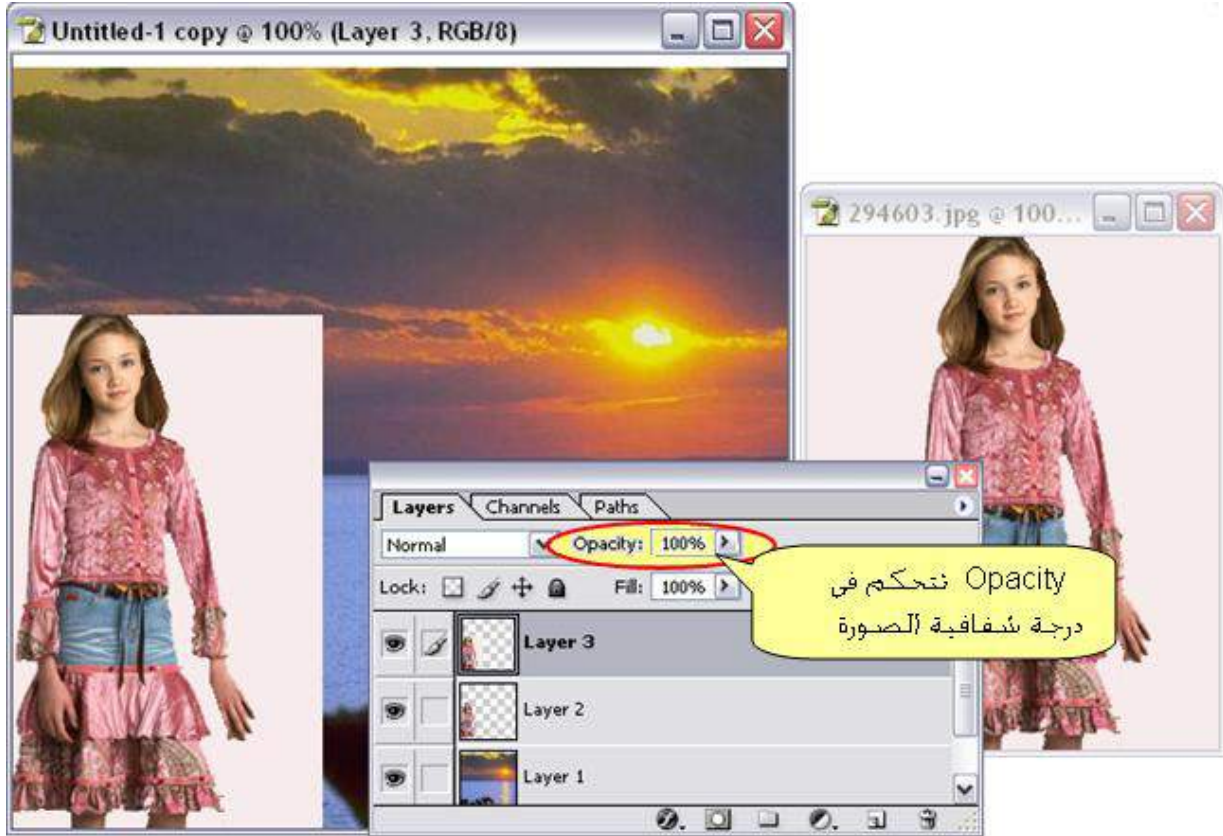 Untitled-1 copy @ 100% (Layer 3, RGB/8)
294603.jpg @ 100...
Layers Channels Paths
Normal Opacity: 100%
Lock: Fill: 100%
Opacity نتحكم فى
درجة شفافية الصورة
Layer 3
Layer 2
Layer 1